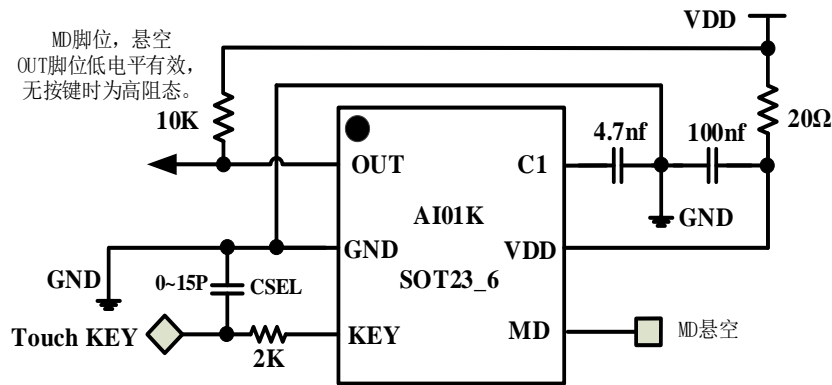 VDD
MD脚位，悬空
OUT脚位低电平有效，
无按键时为高阻态。
10K
4.7nf
100nf
20Ω
OUT
C1
AI01K
GND
GND
VDD
GND
0~15P
CSEL
SOT23_6
Touch KEY
KEY
MD
MD悬空
2K